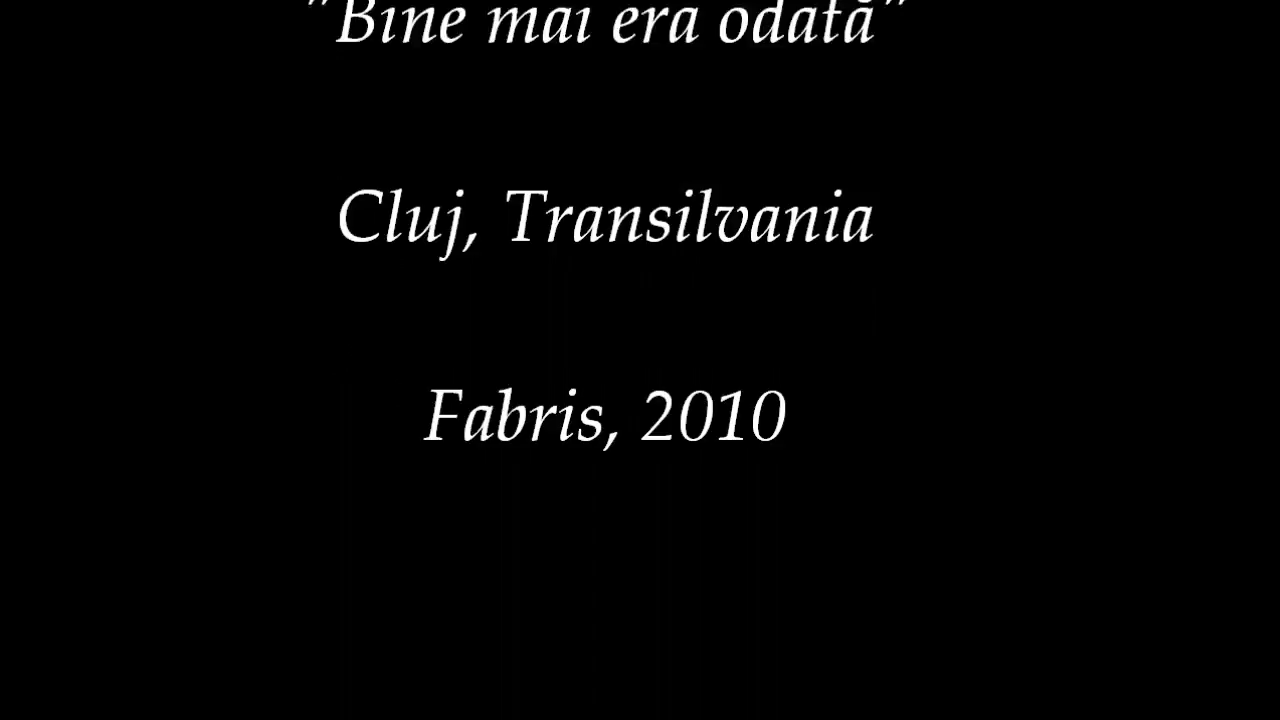 "Bine mai era odată"
Cluj, Transilvania
Fabris, 2010